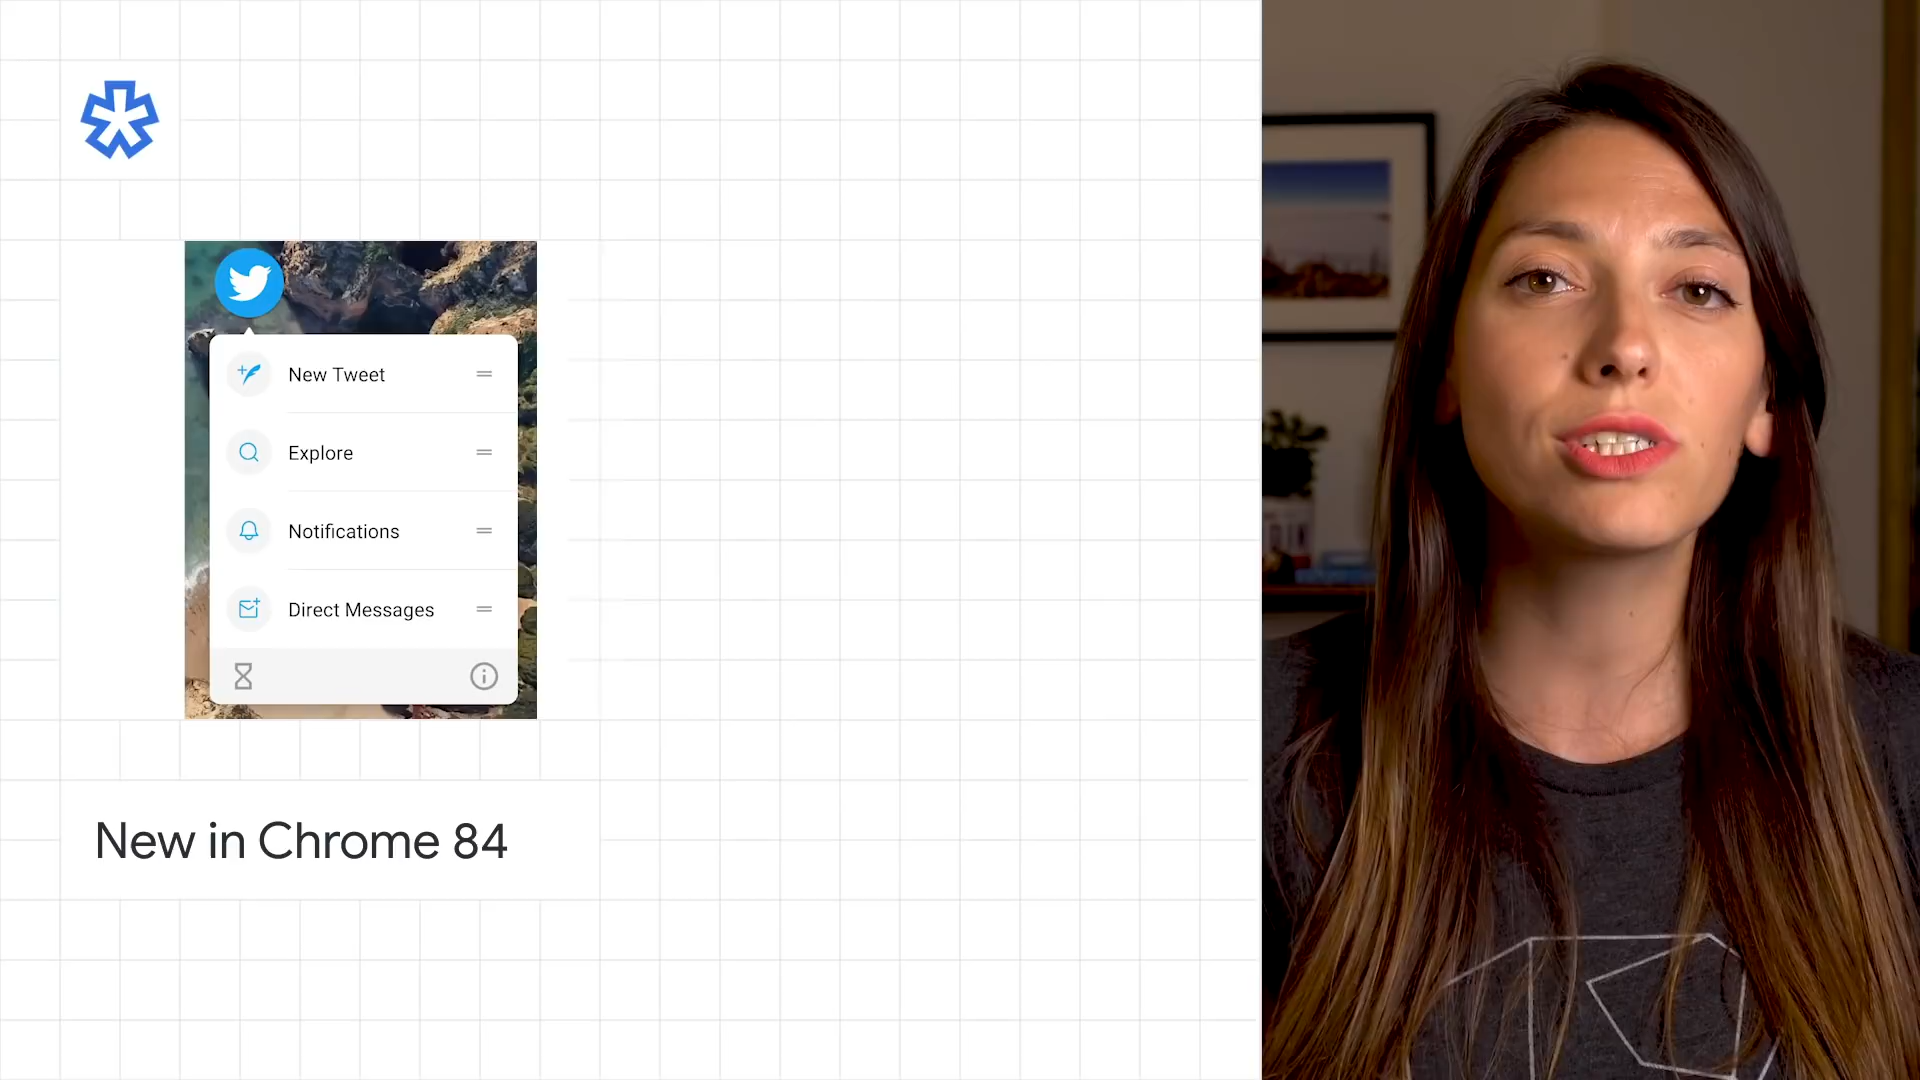 New Tweet
Explore
Notifications
Direct Messages
New in Chrome 84